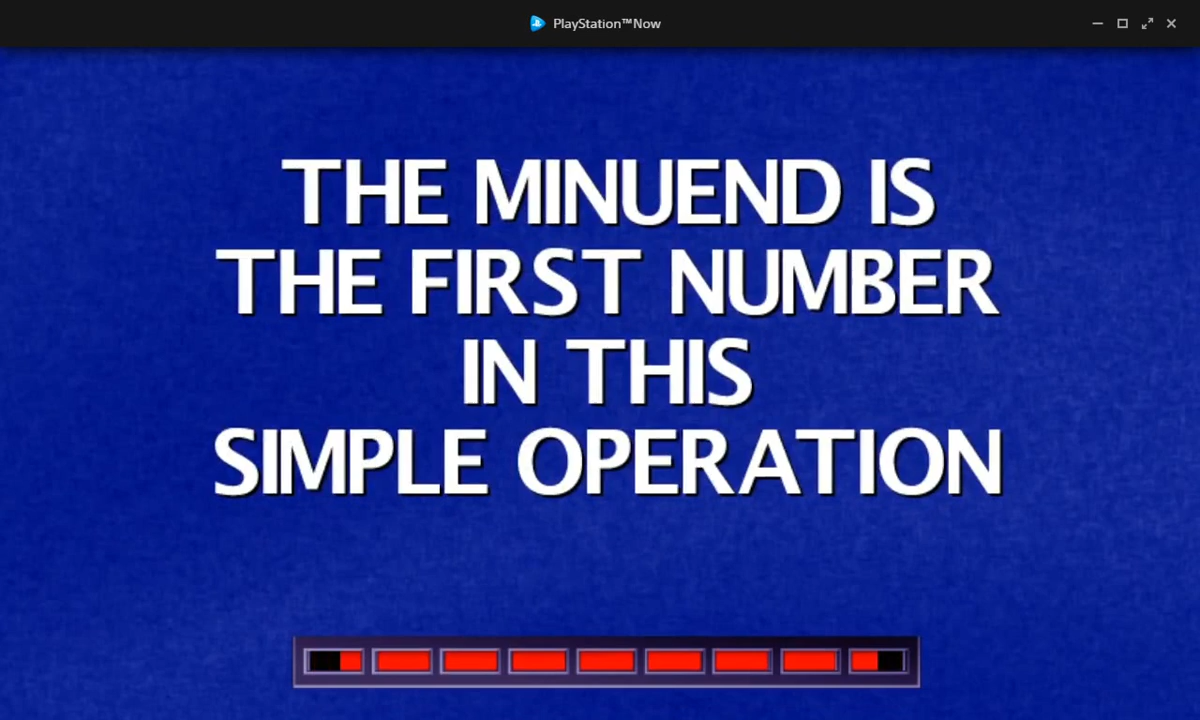 PlayStation™Now
THE MINUEND IS
THE FIRST NUMBER
IN THIS
SIMPLE OPERATION